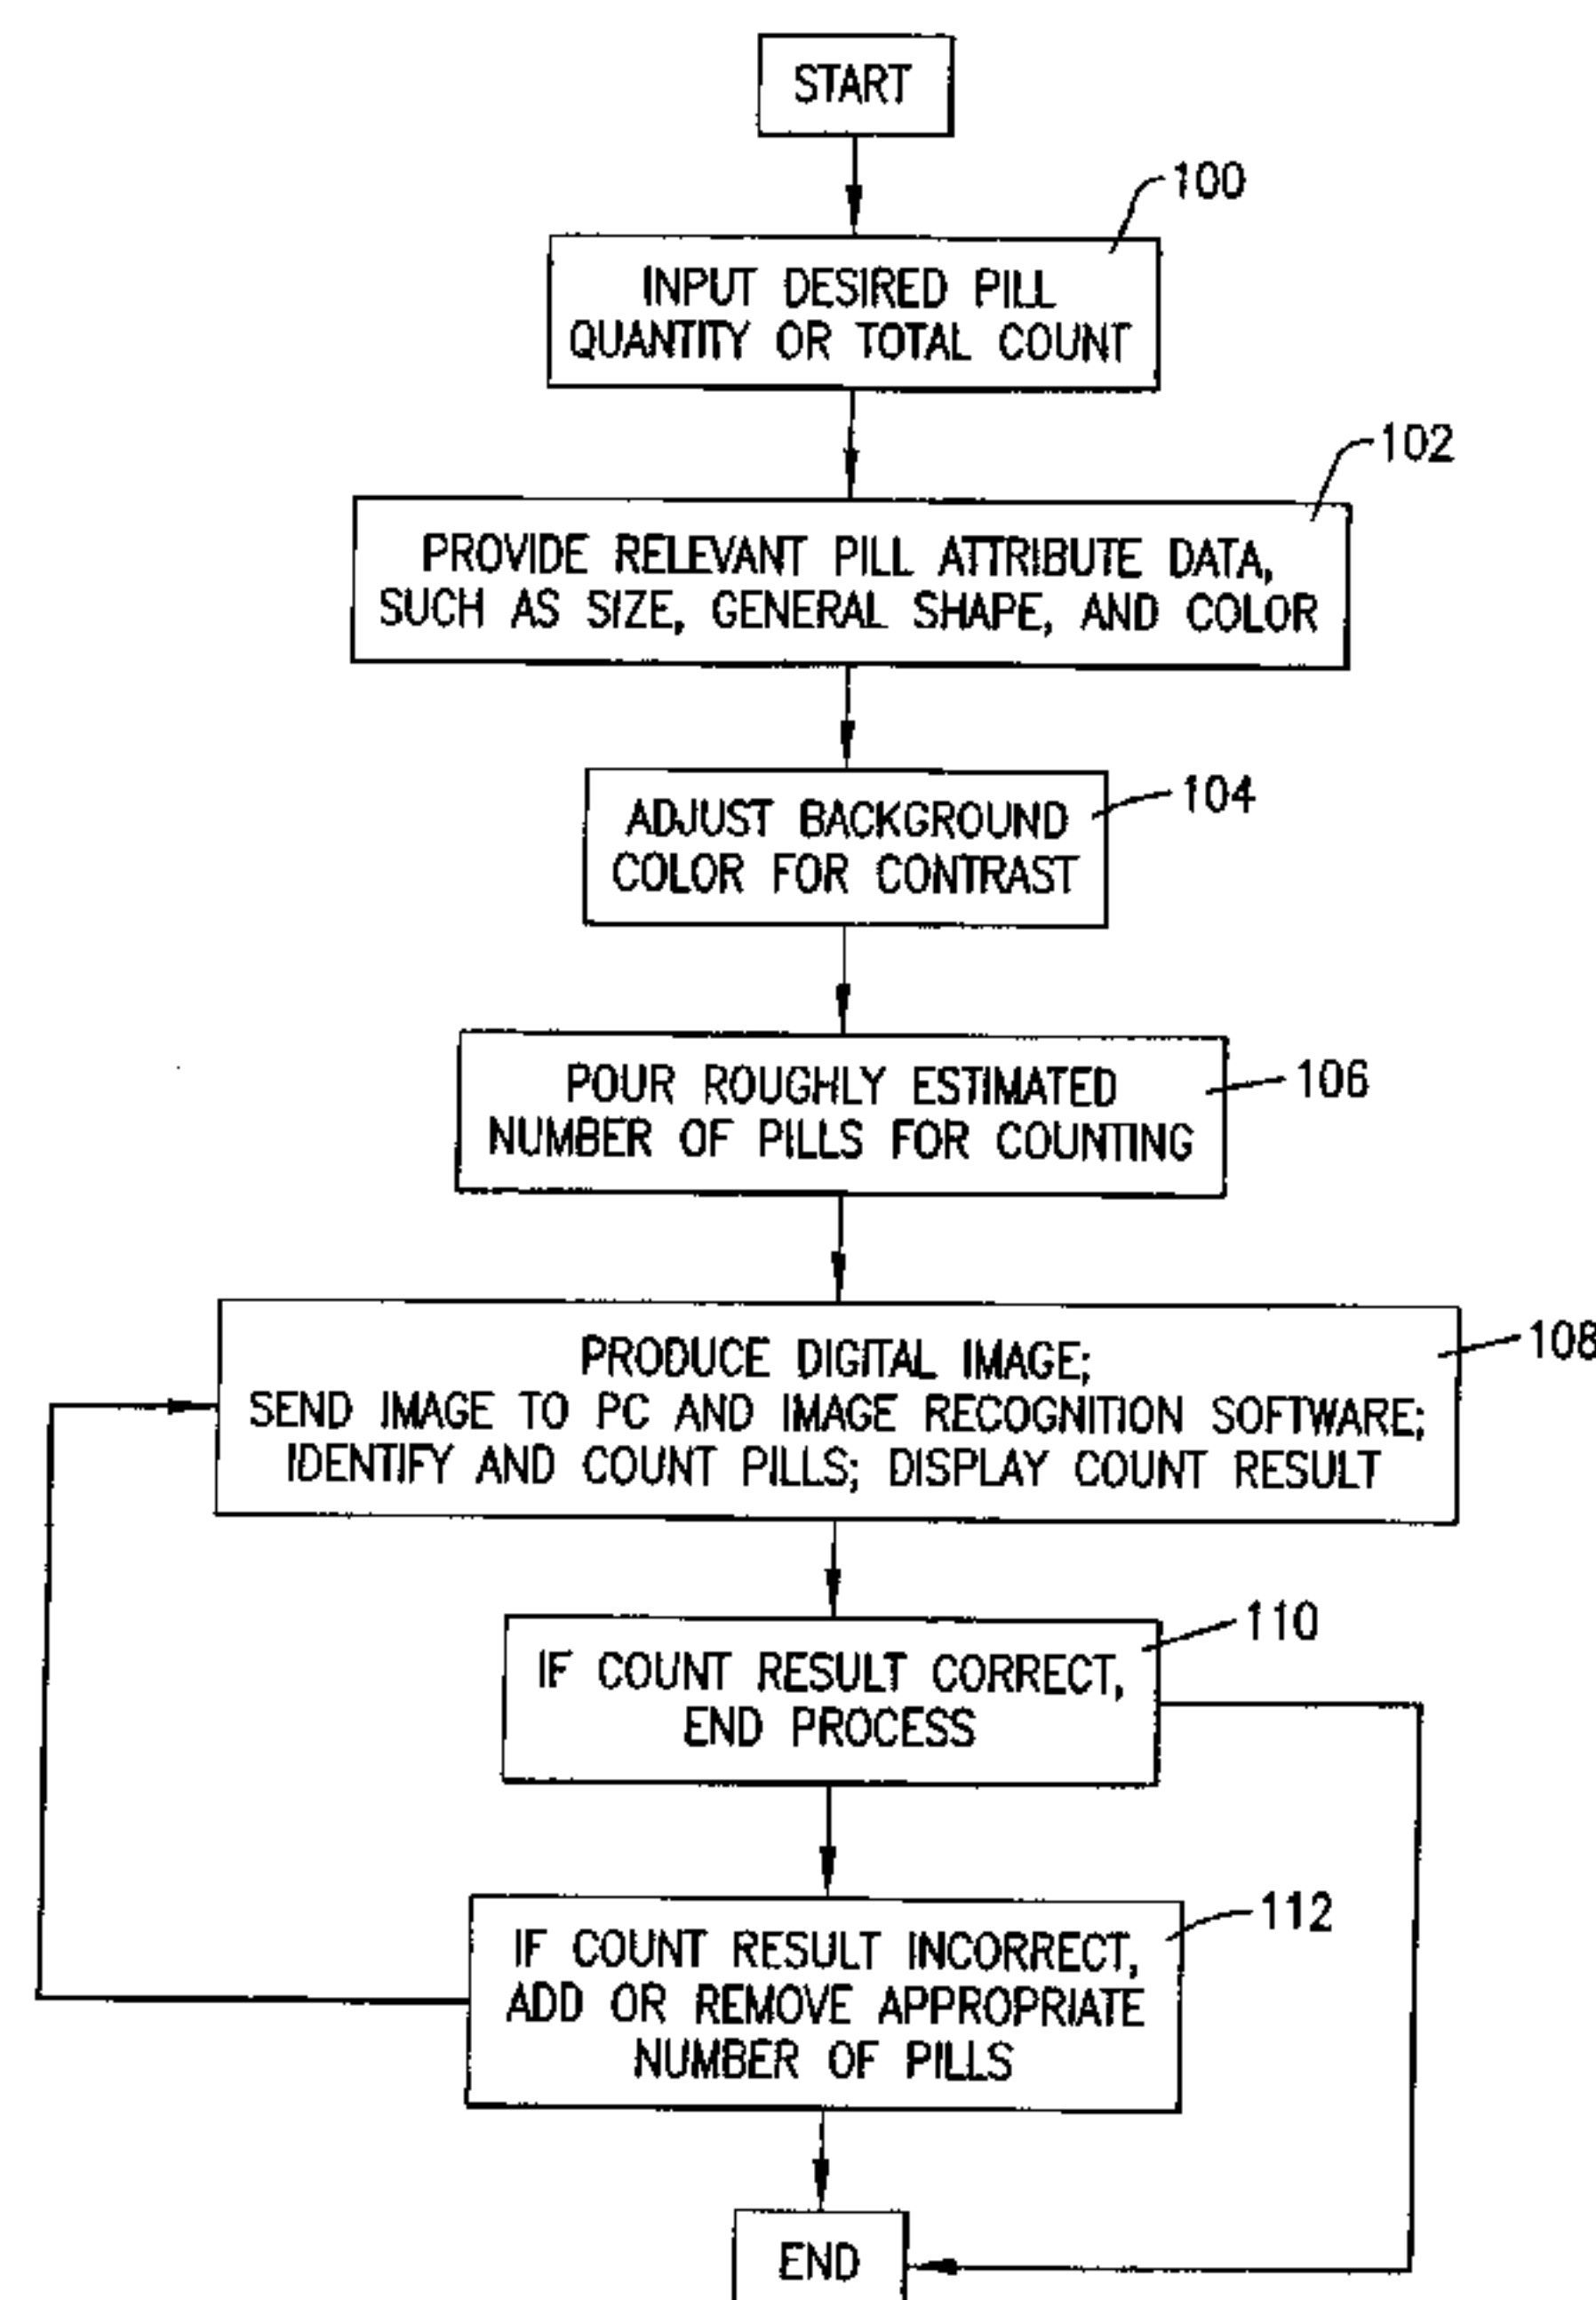 START
100
INPUT DESIRED PILL
QUANTITY OR TOTAL COUNT
102
PROVIDE RELEVANT PILL ATTRIBUTE DATA,
SUCH AS SIZE, GENERAL SHAPE, AND COLOR
104
ADJUST BACKGROUND
COLOR FOR CONTRAST
106
POUR ROUGHLY ESTIMATED
NUMBER OF PILLS FOR COUNTING
108
PRODUCE DIGITAL IMAGE;
SEND IMAGE TO PC AND IMAGE RECOGNITION SOFTWARE;
IDENTIFY AND COUNT PILLS; DISPLAY COUNT RESULT
110
IF COUNT RESULT CORRECT,
END PROCESS
112
IF COUNT RESULT INCORRECT,
ADD OR REMOVE APPROPRIATE
NUMBER OF PILLS
END